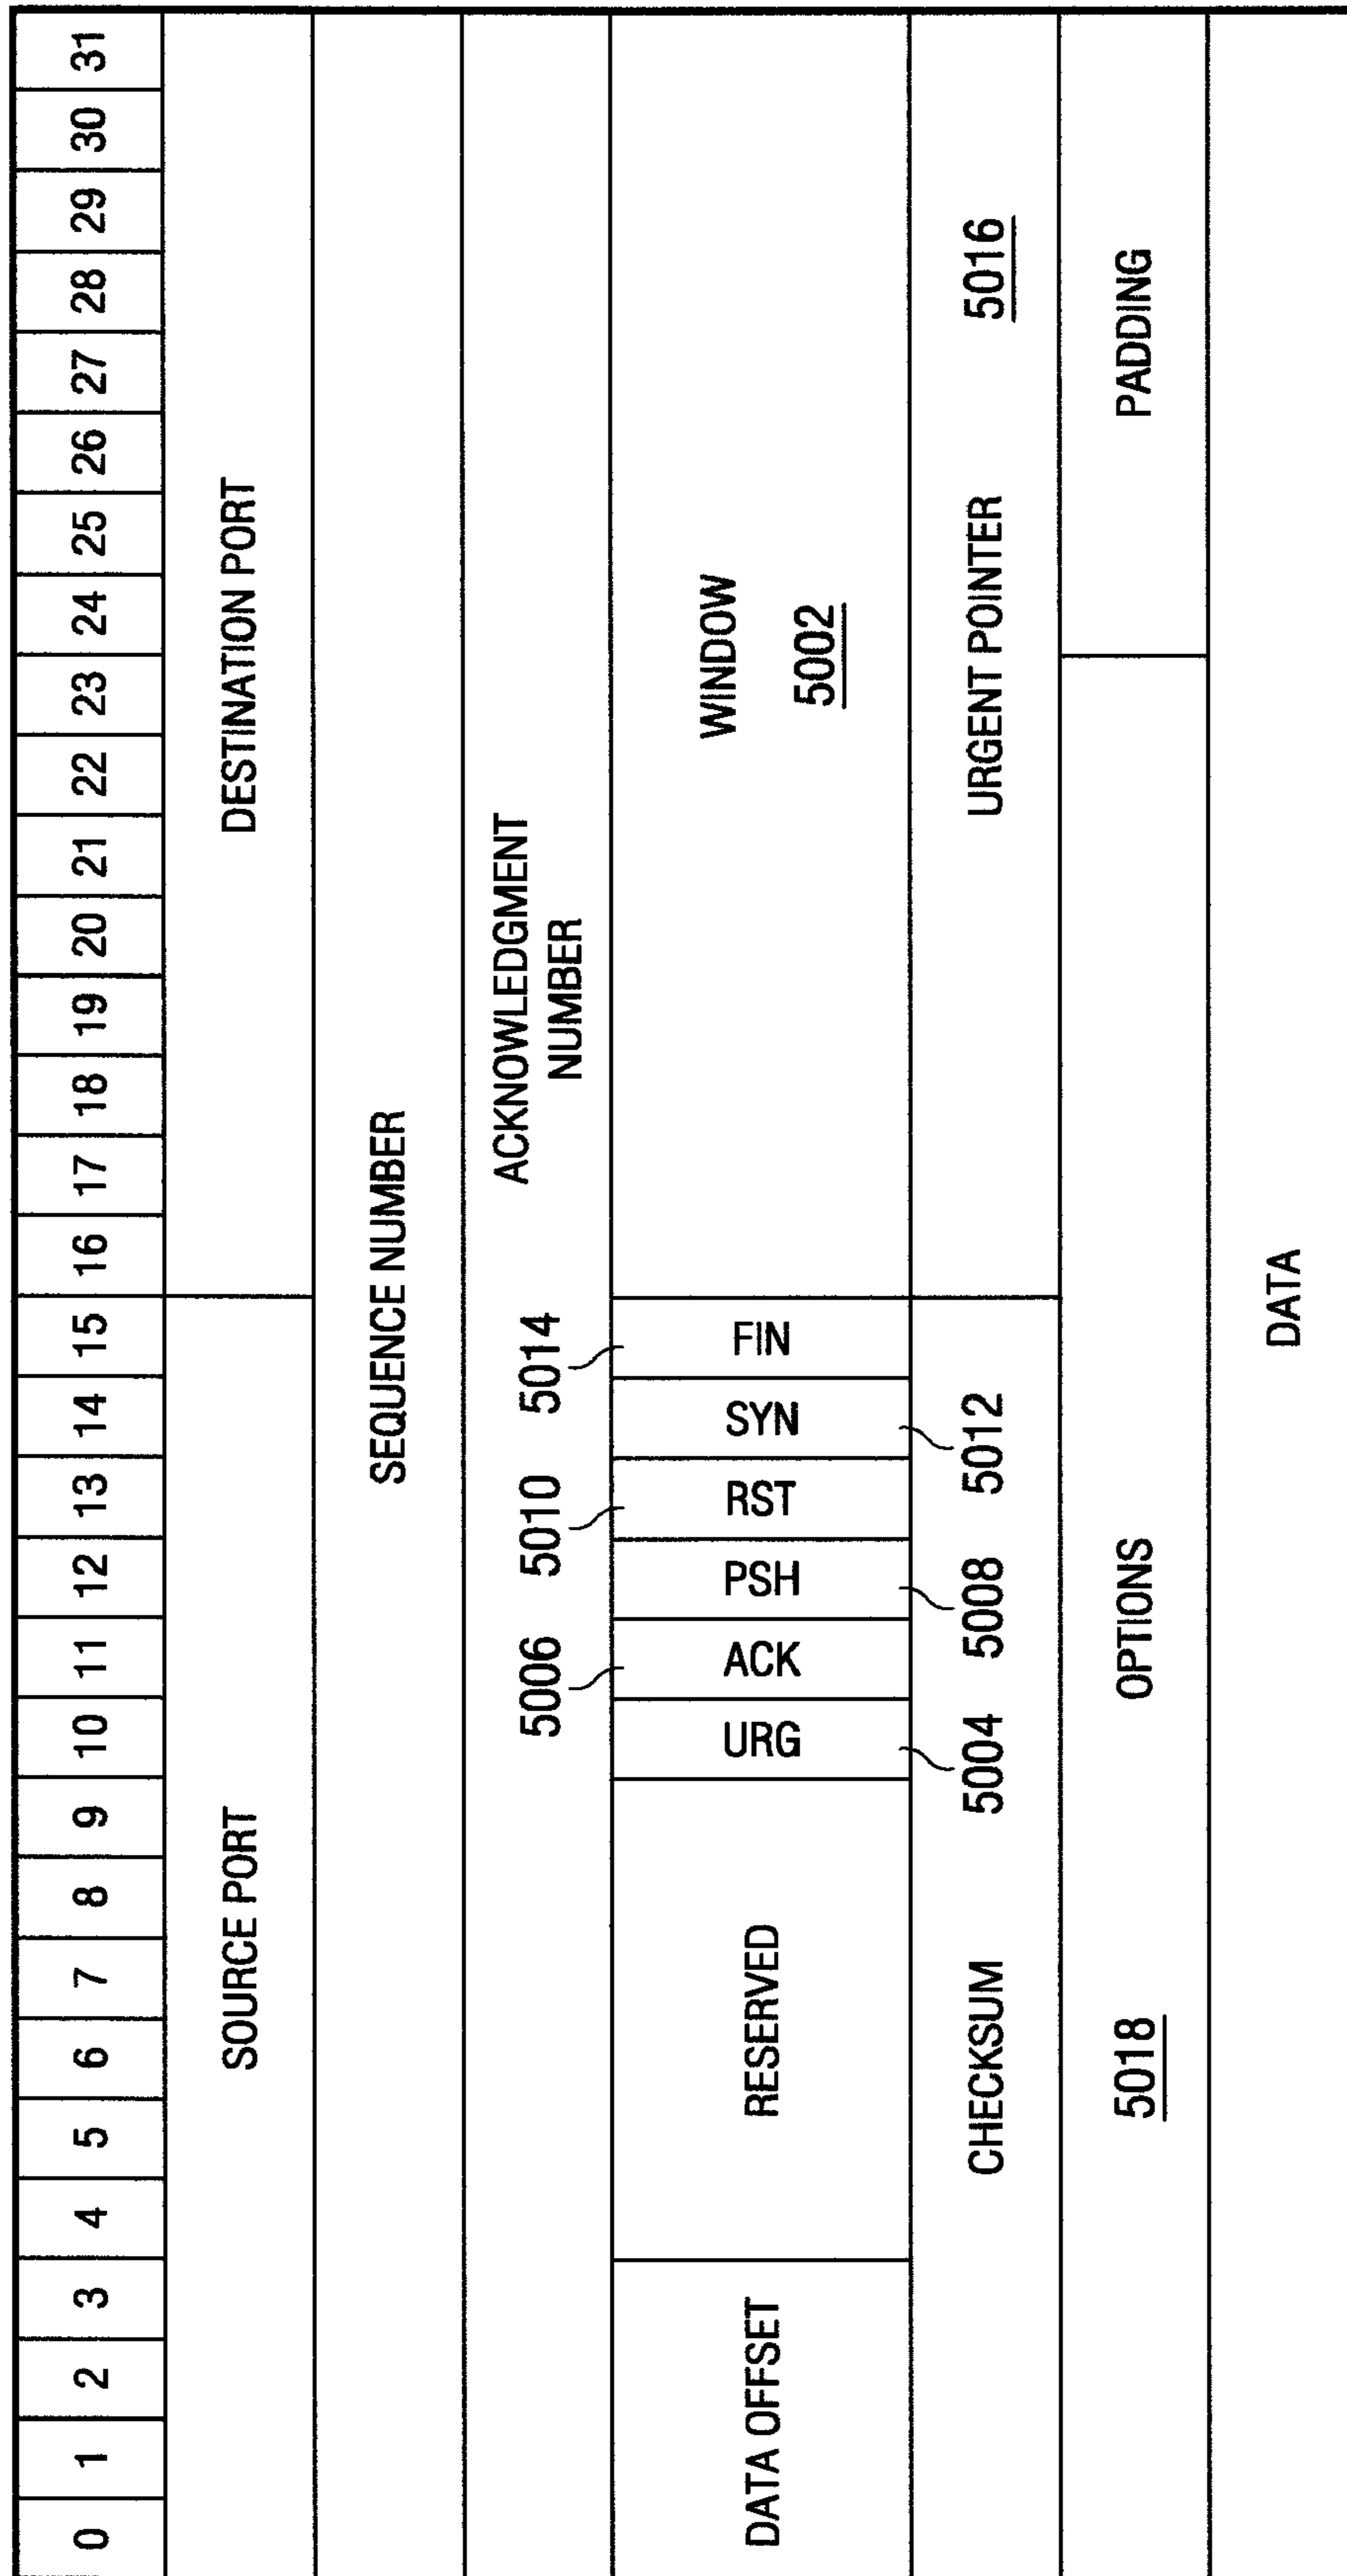 0 1 2 3 4 5 6 7 8 9 10 11 12 13 14 15 16 17 18 19 20 21 22 23 24 25 26 27 28 29 30 31
SOURCE PORT DESTINATION PORT
SEQUENCE NUMBER
ACKNOWLEDGMENT
NUMBER
5006 5010 5014
DATA OFFSET RESERVED URG ACK PSH RST SYN FIN WINDOW
5002
CHECKSUM 5004 5008 5012 URGENT POINTER 5016
5018 OPTIONS PADDING
DATA